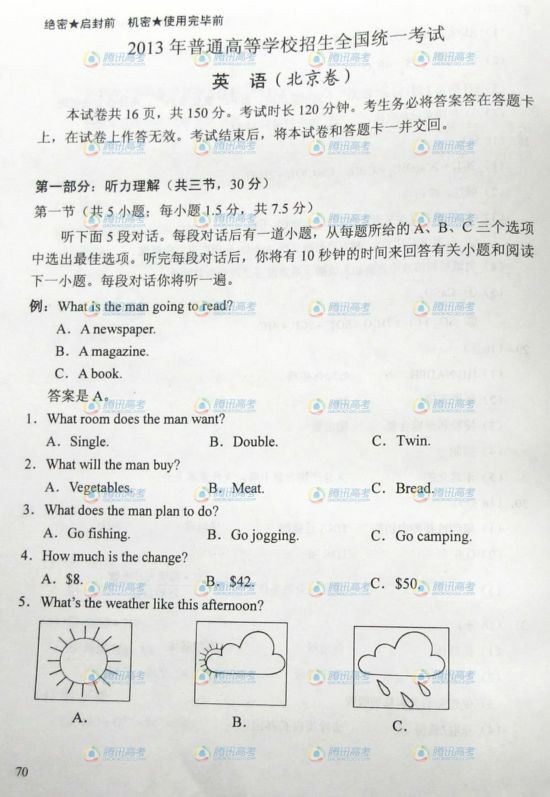 绝密★启封前 机密★使用完毕前
2013 年普通高等学校招生全国统一考试
英 语（北京卷）
本试卷共 16 页，共 150 分。考试时长 120 分钟。考生务必将答案答在答题卡
上，在试卷上作答无效。考试结束后，将本试卷和答题卡一并交回。
第一部分：听力理解（共三节，30 分）
第一节（共 5 小题；每小题 1.5 分，共 7.5 分）
听下面 5 段对话。每段对话后有一道小题，从每题所给的 A、B、C 三个选项
中选出最佳选项。听完每段对话后，你将有 10 秒钟的时间来回答有关小题和阅读
下一小题。每段对话你将听一遍。
例：What is the man going to read?
A. A newspaper.
B. A magazine.
C. A book.
答案是 A。
1. What room does the man want?
A. Single. B. Double. C. Twin.
2. What will the man buy?
A. Vegetables. B. Meat. C. Bread.
3. What does the man plan to do?
A. Go fishing. B. Go jogging. C. Go camping.
4. How much is the change?
A. $8. B. $42. C. $50.
5. What's the weather like this afternoon?
A. B. C.
70
腾讯高考